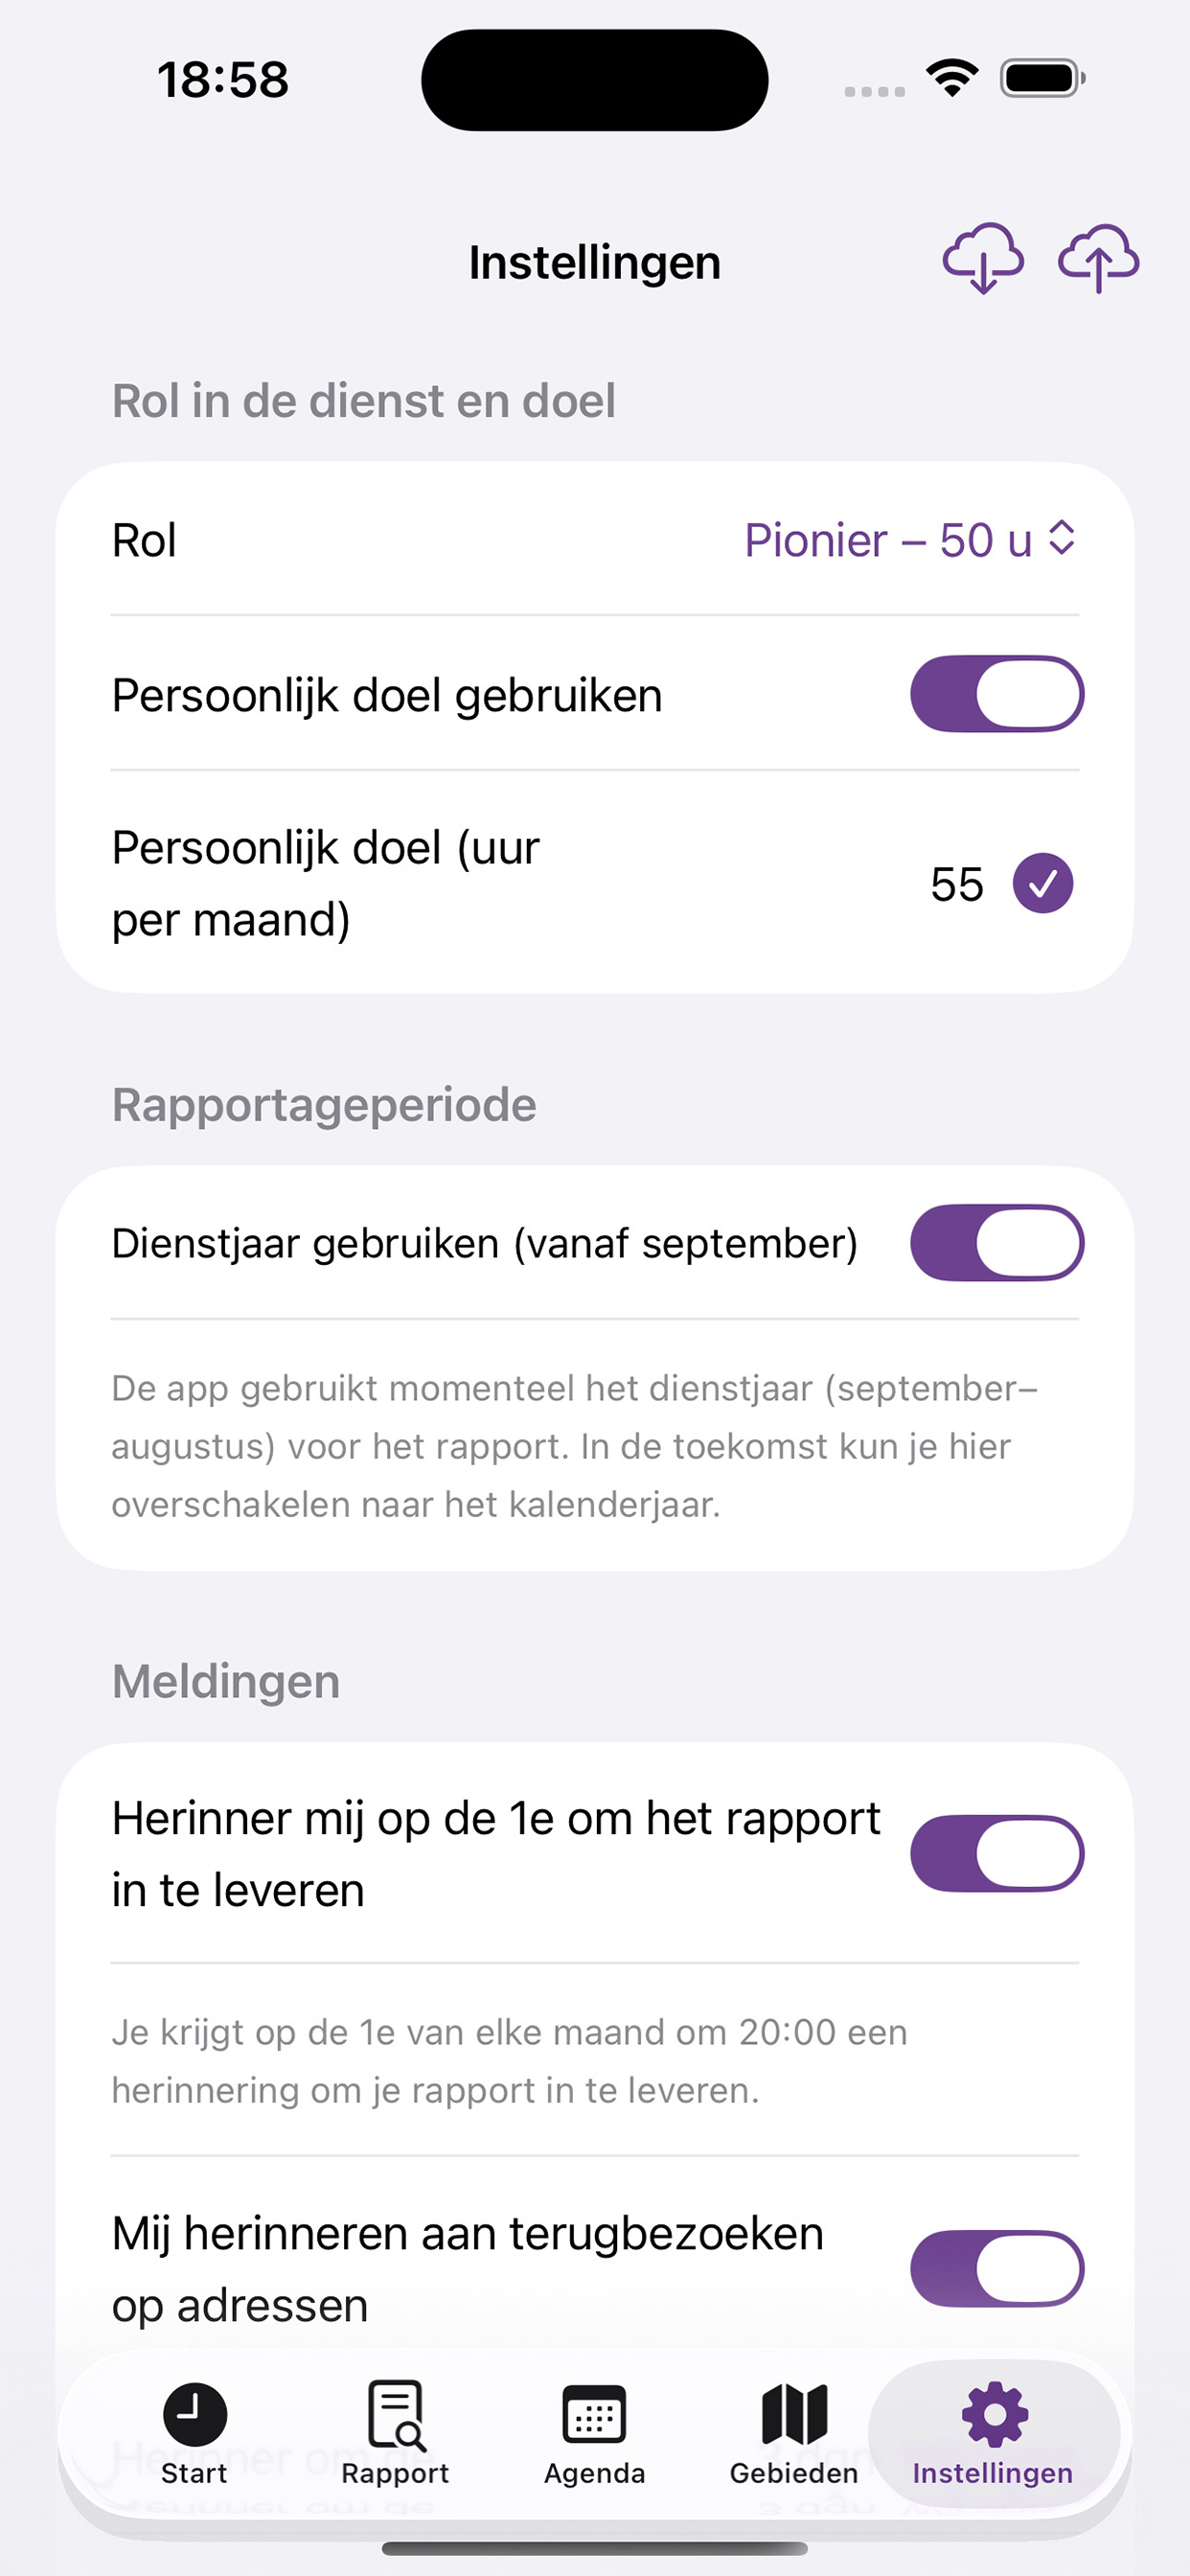 18:58
Instellingen
Rol in de dienst en doel
Rol
Pionier – 50 u
Persoonlijk doel gebruiken
Persoonlijk doel (uur
per maand)
55
Rapportageperiode
Dienstjaar gebruiken (vanaf september)
De app gebruikt momenteel het dienstjaar (september–
augustus) voor het rapport. In de toekomst kun je hier
overschakelen naar het kalenderjaar.
Meldingen
Herinner mij op de 1e om het rapport
in te leveren
Je krijgt op de 1e van elke maand om 20:00 een
herinnering om je rapport in te leveren.
Mij herinneren aan terugbezoeken
op adressen
Herinner om de
Start
Rapport
Agenda
Gebieden
Instellingen